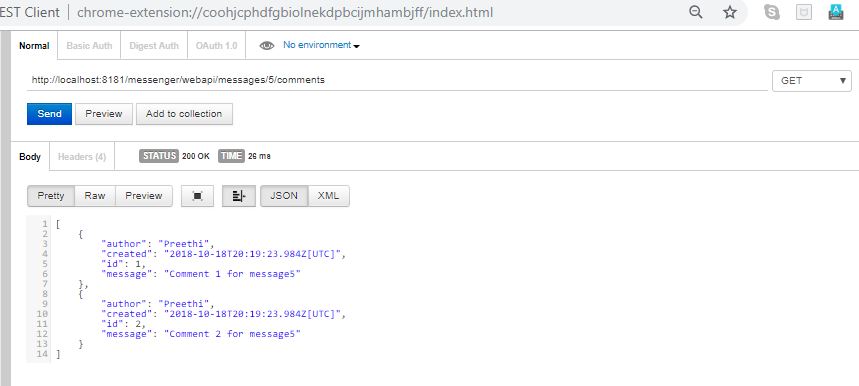 EST Client chrome-extension://coohjcphdfgbiolnekdpbcijmhambjff/index.html
Normal Basic Auth Digest Auth OAuth 1.0 No environment
http://localhost:8181/messenger/webapi/messages/5/comments GET
Send Preview Add to collection
Body Headers (4) STATUS 200 OK TIME 26 ms
Pretty Raw Preview JSON XML
1 [
2 {
3 "author": "Preethi",
4 "created": "2018-10-18T20:19:23.984Z[UTC]",
5 "id": 1,
6 "message": "Comment 1 for message5"
7 },
8 {
9 "author": "Preethi",
10 "created": "2018-10-18T20:19:23.984Z[UTC]",
11 "id": 2,
12 "message": "Comment 2 for message5"
13 }
14 ]